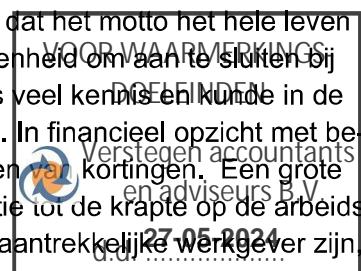 dat het motto het hele leven
enheid om aan te sluiten bij
VOOR WAARMERKINGS-
s veel kennis en kunde in de
DOELEINDEN
. In financieel opzicht met be-
Verstegen accountants
en van kortingen. Een grote
en adviseurs B.V.
tie tot de krapte op de arbeids
d.d. 27-05-2024
aantrekkelijke werkgever zijn.